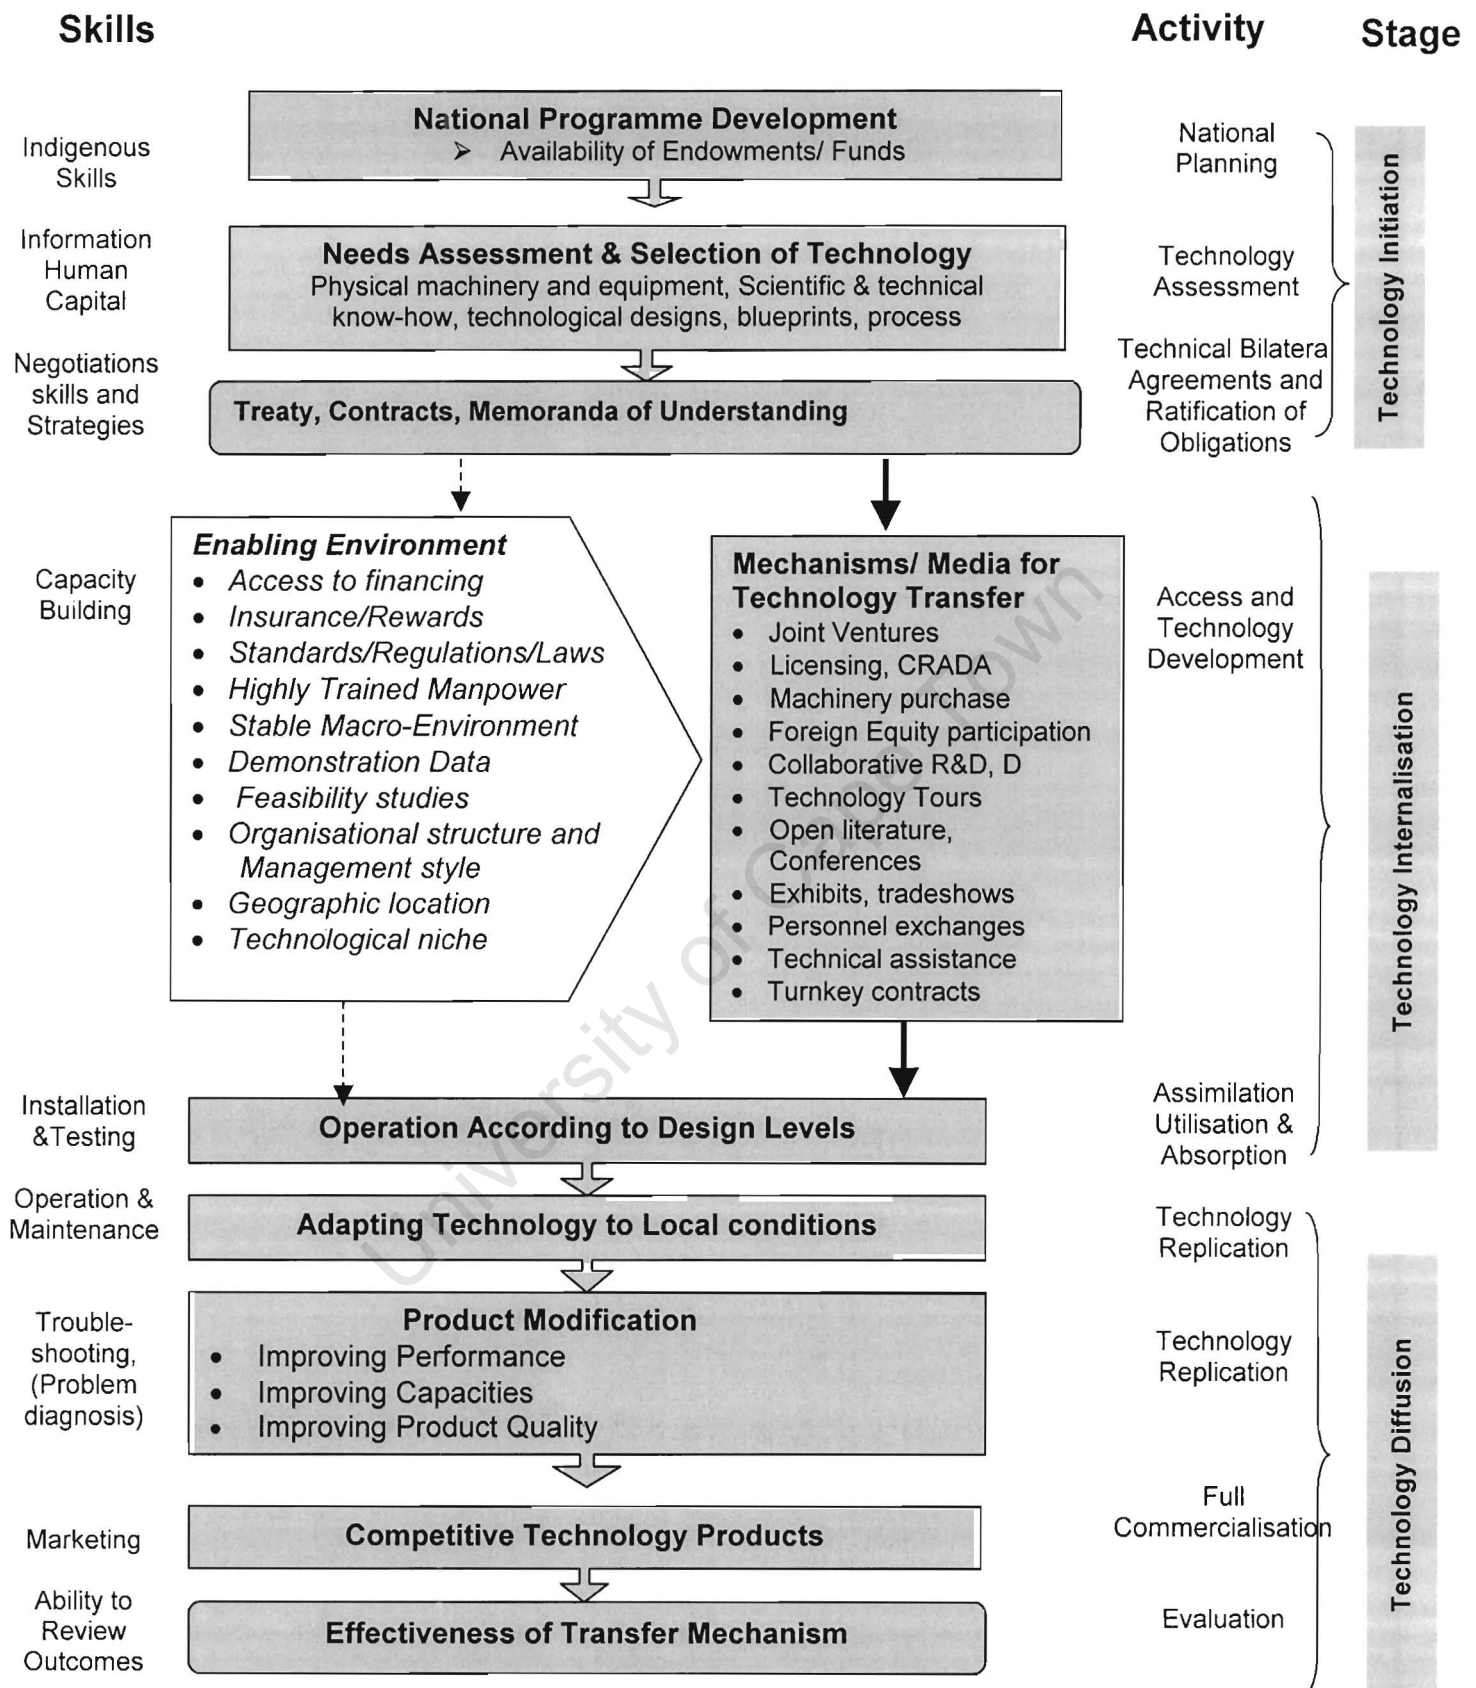 Skills
Activity
Stage
National Programme Development
➢ Availability of Endowments/ Funds
Indigenous
Skills
National
Planning
Information
Human
Capital
Needs Assessment & Selection of Technology
Physical machinery and equipment, Scientific & technical
know-how, technological designs, blueprints, process
Technology
Assessment
Technology Initiation
Negotiations
skills and
Strategies
Treaty, Contracts, Memoranda of Understanding
Technical Bilatera
Agreements and
Ratification of
Obligations
Capacity
Building
Enabling Environment
• Access to financing
• Insurance/Rewards
• Standards/Regulations/Laws
• Highly Trained Manpower
• Stable Macro-Environment
• Demonstration Data
• Feasibility studies
• Organisational structure and
Management style
• Geographic location
• Technological niche
Mechanisms/ Media for
Technology Transfer
• Joint Ventures
• Licensing, CRADA
• Machinery purchase
• Foreign Equity participation
• Collaborative R&D, D
• Technology Tours
• Open literature,
Conferences
• Exhibits, tradeshows
• Personnel exchanges
• Technical assistance
• Turnkey contracts
Access and
Technology
Development
Technology Internalisation
University of Cape Town
Installation
&Testing
Operation According to Design Levels
Assimilation
Utilisation &
Absorption
Operation &
Maintenance
Adapting Technology to Local conditions
Technology
Replication
Trouble-
shooting,
(Problem
diagnosis)
Product Modification
• Improving Performance
• Improving Capacities
• Improving Product Quality
Technology
Replication
Technology Diffusion
Marketing
Competitive Technology Products
Full
Commercialisation
Ability to
Review
Outcomes
Effectiveness of Transfer Mechanism
Evaluation